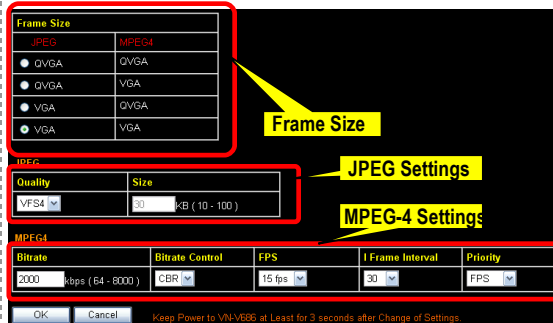 Frame Size
JPEG MPEG4
QVGA QVGA
QVGA VGA
VGA QVGA
VGA VGA
Frame Size
JPEG
JPEG Settings
Quality Size
VFS4 30 KB ( 10 - 100 )
MPEG-4 Settings
MPEG4
Bitrate Bitrate Control FPS I Frame Interval Priority
2000 kbps ( 64 - 8000 ) CBR 15 fps 30 FPS
OK Cancel Keep Power to VN-V686 at Least for 3 seconds after Change of Settings.